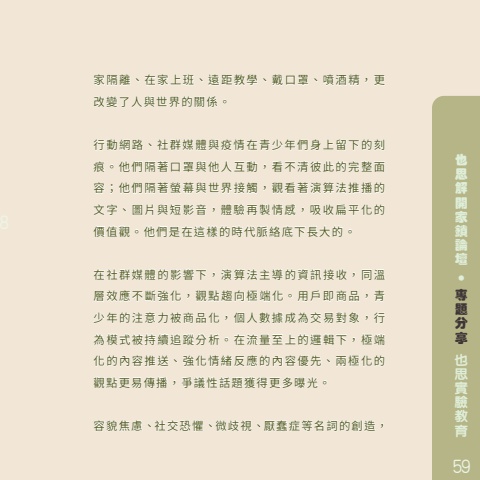 家隔離、在家上班、遠距教學、戴口罩、噴酒精，更
改變了人與世界的關係。
行動網路、社群媒體與疫情在青少年們身上留下的刻
痕。他們隔著口罩與他人互動，看不清彼此的完整面
容；他們隔著螢幕與世界接觸，觀看著演算法推播的
文字、圖片與短影音，體驗再製情感，吸收扁平化的
價值觀。他們是在這樣的時代脈絡底下長大的。
在社群媒體的影響下，演算法主導的資訊接收，同溫
層效應不斷強化，觀點趨向極端化。用戶即商品，青
少年的注意力被商品化，個人數據成為交易對象，行
為模式被持續追蹤分析。在流量至上的邏輯下，極端
化的內容推送、強化情緒反應的內容優先、兩極化的
觀點更易傳播，爭議性話題獲得更多曝光。
容貌焦慮、社交恐懼、微歧視、厭蠢症等名詞的創造，
專題分享
也思實驗教育
59